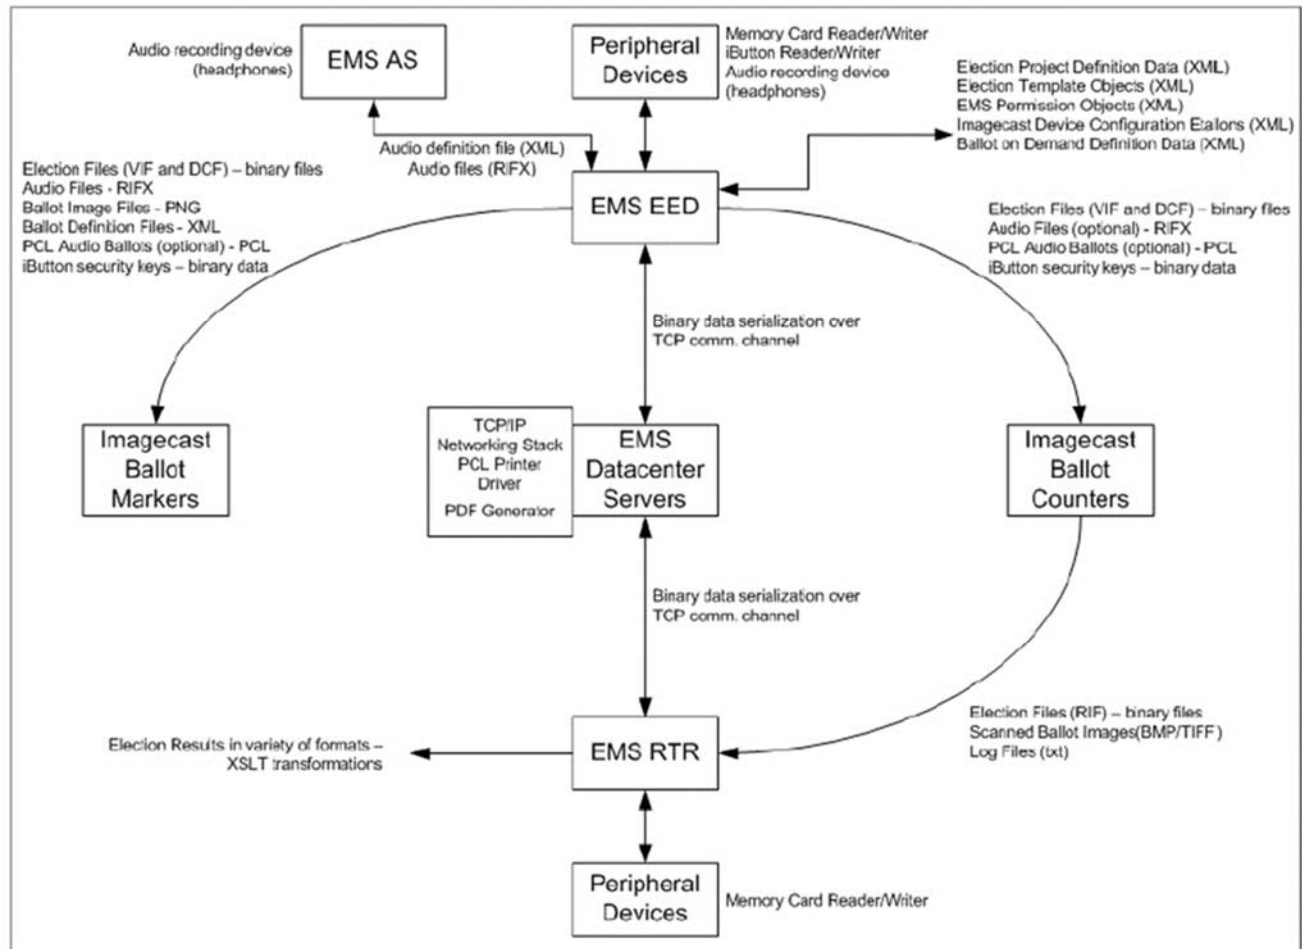 Audio recording device
(headphones)
EMS AS
Peripheral
Devices
Memory Card Reader/Writer
iButton Reader/Writer
Audio recording device
(headphones)
Election Project Definition Data (XML)
Election Template Objects (XML)
EMS Permission Objects (XML)
Imagecast Device Configuration Etallons (XML)
Ballot on Demand Definition Data (XML)
Audio definition file (XML)
Audio files (RIFX)
Election Files (VIF and DCF) – binary files
Audio Files - RIFX
Ballot Image Files - PNG
Ballot Definition Files - XML
PCL Audio Ballots (optional) - PCL
iButton security keys – binary data
EMS EED
Election Files (VIF and DCF) – binary files
Audio Files (optional) - RIFX
PCL Audio Ballots (optional) - PCL
iButton security keys – binary data
Binary data serialization over
TCP comm. channel
Imagecast
Ballot
Markers
TCP/IP
Networking Stack
PCL Printer
Driver
PDF Generator
EMS
Datacenter
Servers
Imagecast
Ballot
Counters
Binary data serialization over
TCP comm. channel
Election Results in variety of formats –
XSLT transformations
EMS RTR
Election Files (RIF) – binary files
Scanned Ballot Images(BMP/TIFF)
Log Files (txt)
Peripheral
Devices
Memory Card Reader/Writer